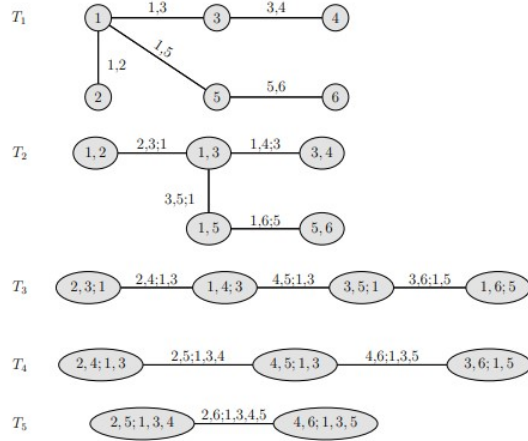 T₁ 1 1,3 3 3,4 4
1,2 1,5
2 5 5,6 6
T₂ 1,2 2,3;1 1,3 1,4;3 3,4
3,5;1
1,5 1,6;5 5,6
T₃ 2,3;1 2,4;1,3 1,4;3 4,5;1,3 3,5;1 3,6;1,5 1,6;5
T₄ 2,4;1,3 2,5;1,3,4 4,5;1,3 4,6;1,3,5 3,6;1,5
T₅ 2,5;1,3,4 2,6;1,3,4,5 4,6;1,3,5